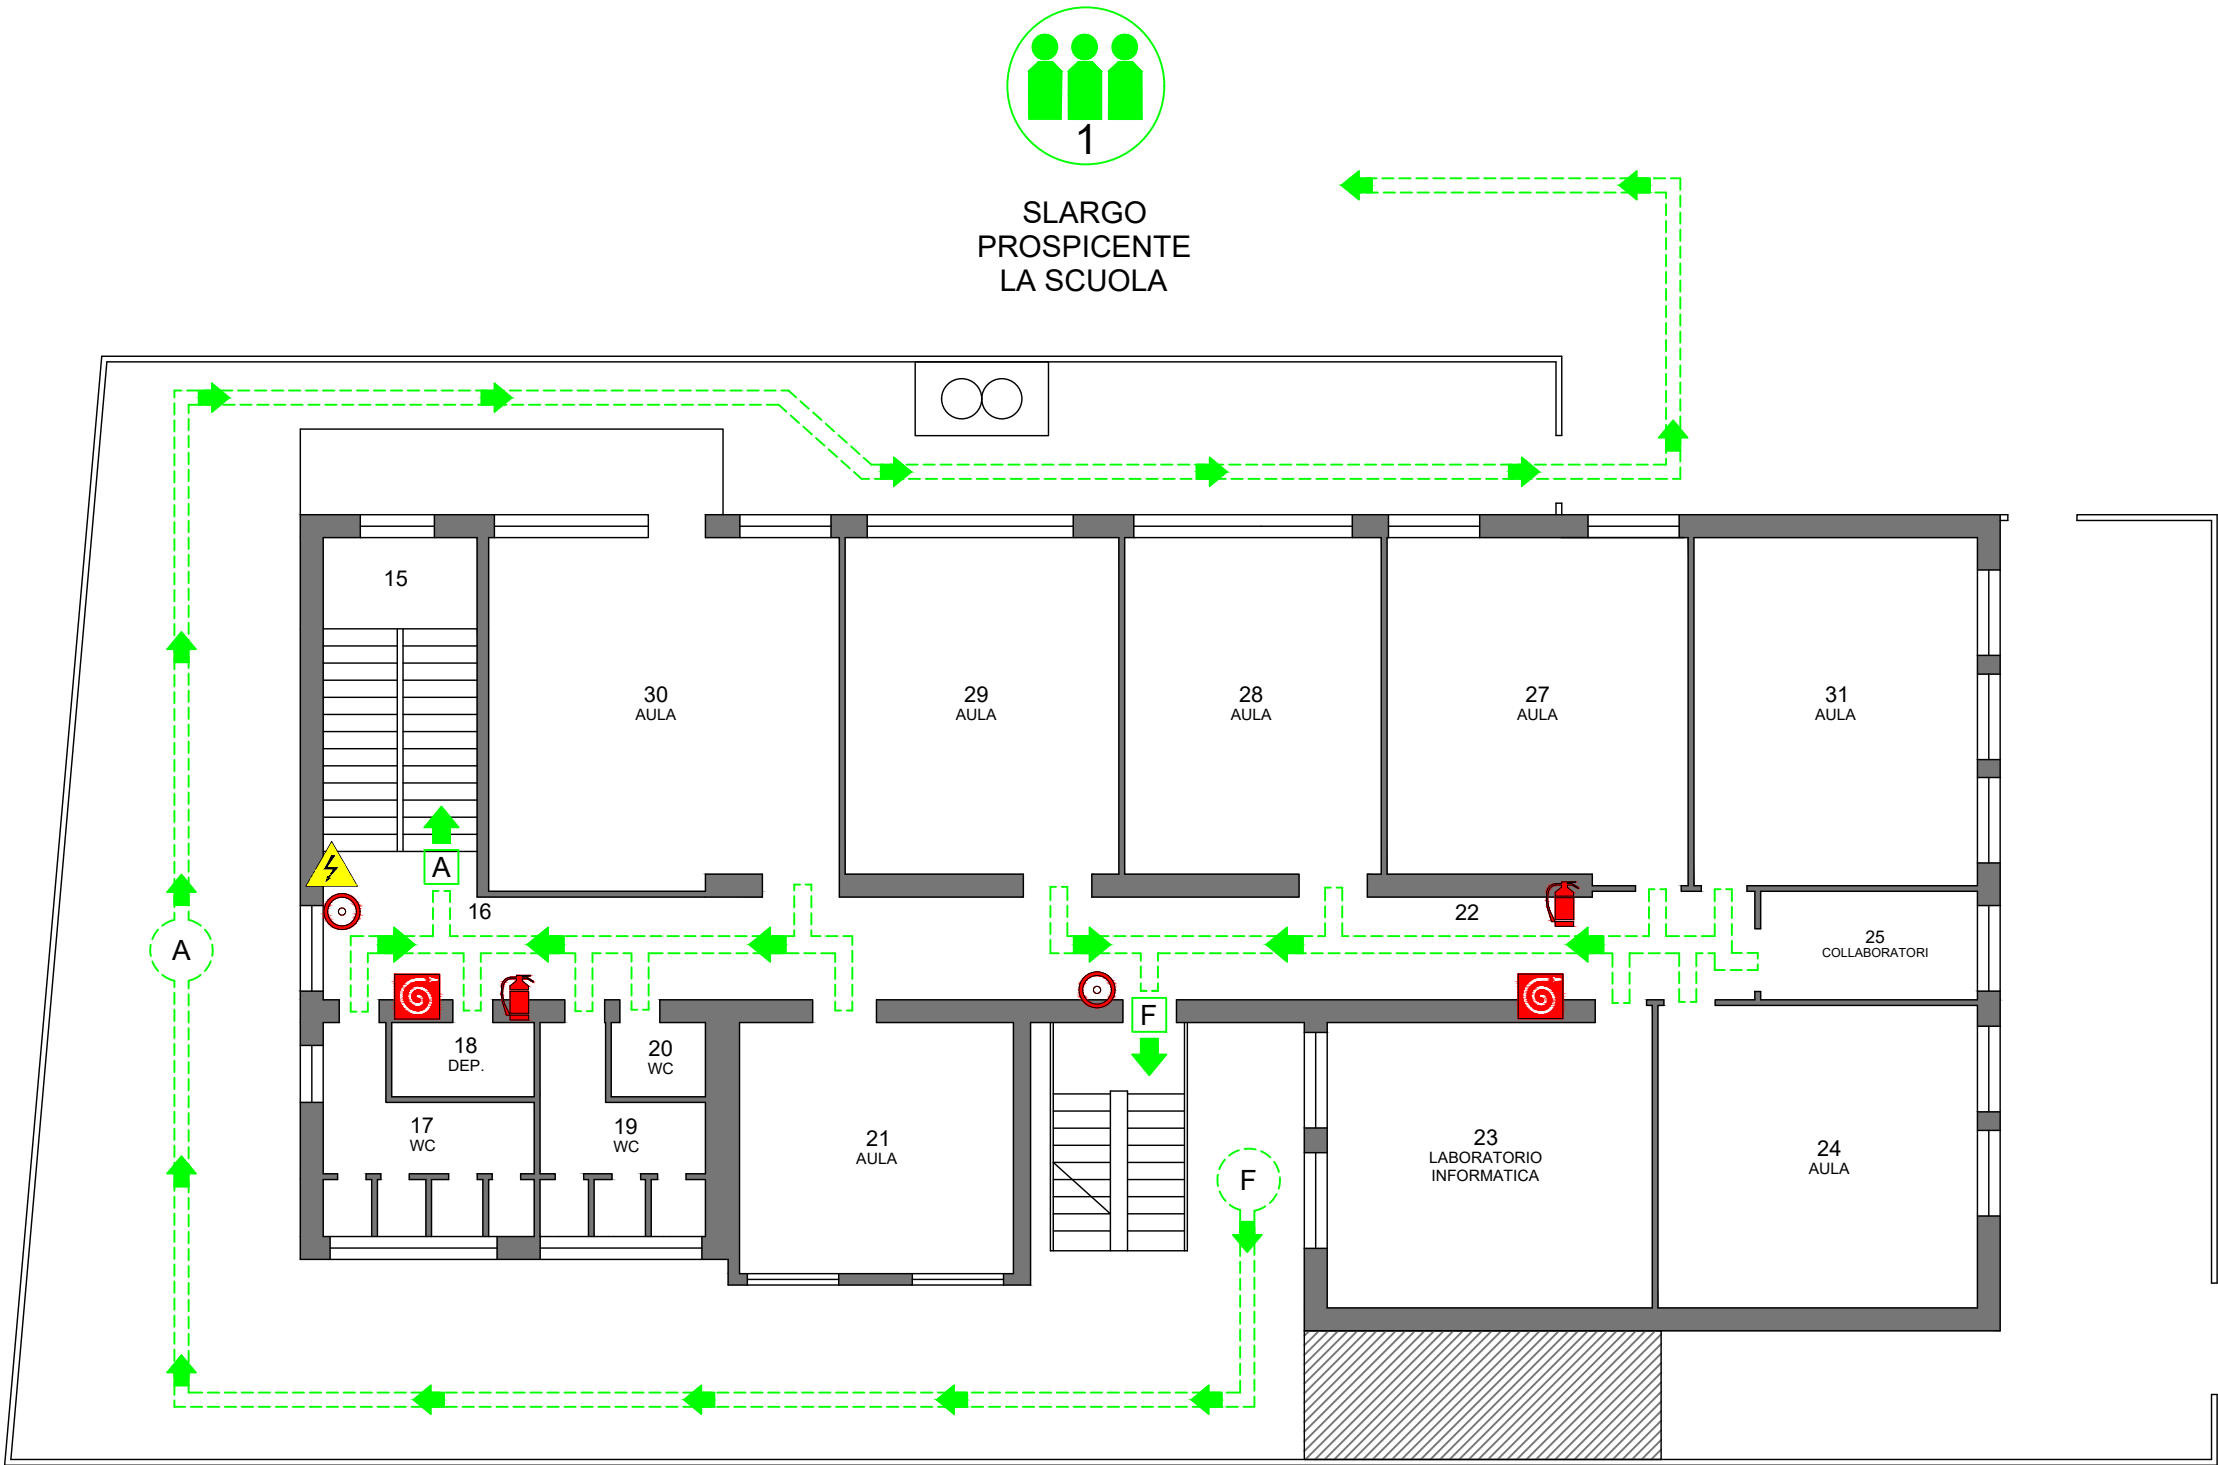 1
SLARGO
PROSPICENTE
LA SCUOLA
15
30
AULA
29
AULA
28
AULA
27
AULA
31
AULA
A
16
22
A
25
COLLABORATORI
F
18
DEP.
20
WC
17
WC
19
WC
21
AULA
F
23
LABORATORIO
INFORMATICA
24
AULA